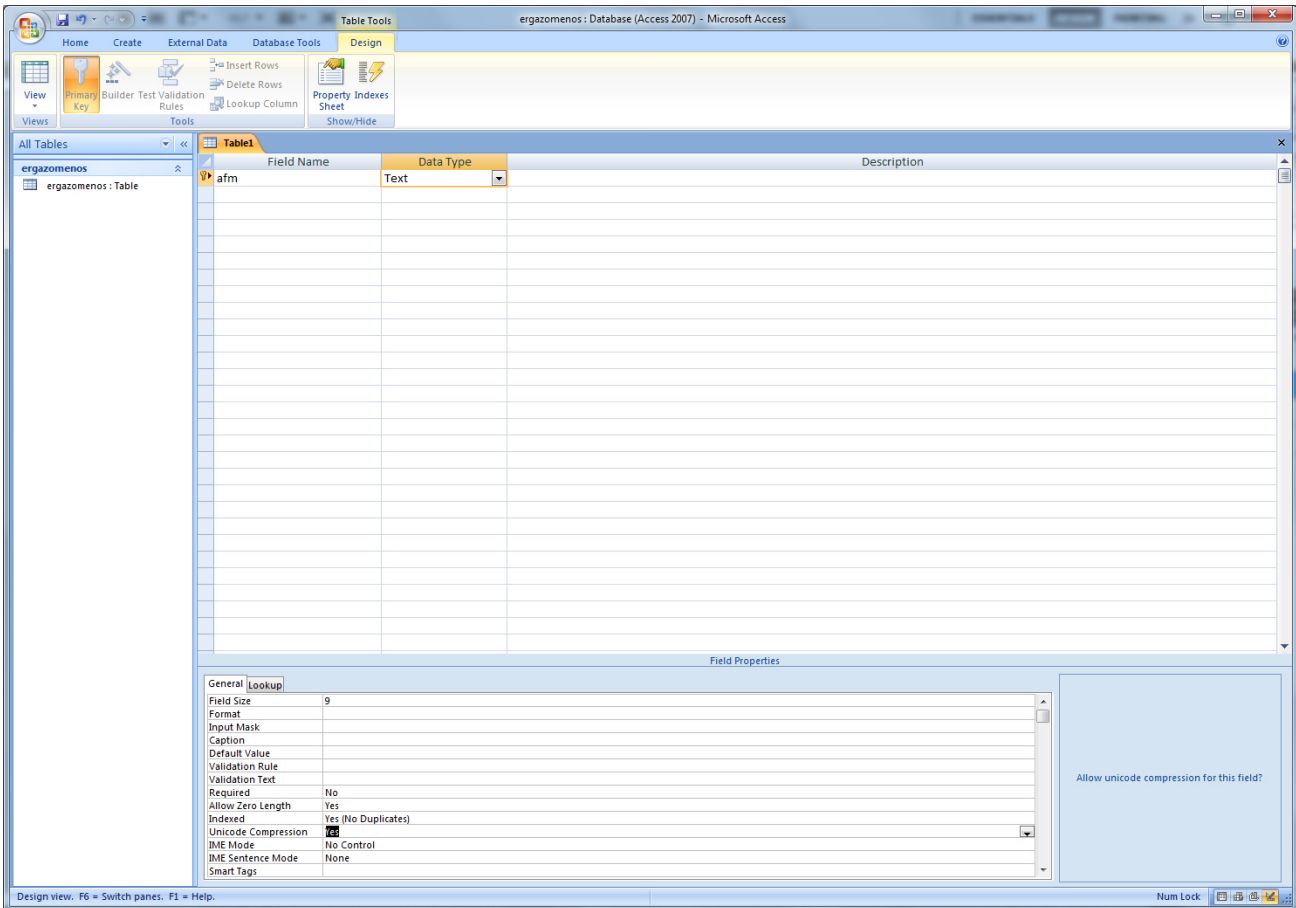 Table Tools
ergazomenos : Database (Access 2007) - Microsoft Access
Home Create External Data Database Tools Design
View
Primary Key
Builder
Test Validation Rules
Insert Rows
Delete Rows
Lookup Column
Property Sheet
Indexes
Views Tools Show/Hide
All Tables
Table1
ergazomenos
ergazomenos : Table
Field Name Data Type Description
afm Text
Field Properties
General Lookup
Field Size 9
Format
Input Mask
Caption
Default Value
Validation Rule
Validation Text
Required No
Allow Zero Length Yes
Indexed Yes (No Duplicates)
Unicode Compression Yes
IME Mode No Control
IME Sentence Mode None
Smart Tags
Allow unicode compression for this field?
Design view. F6 = Switch panes. F1 = Help.
Num Lock